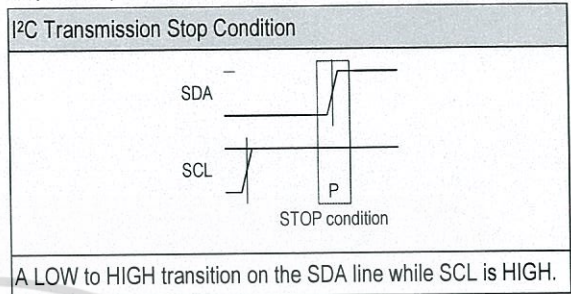 I²C Transmission Stop Condition
SDA
SCL
P
STOP condition
A LOW to HIGH transition on the SDA line while SCL is HIGH.